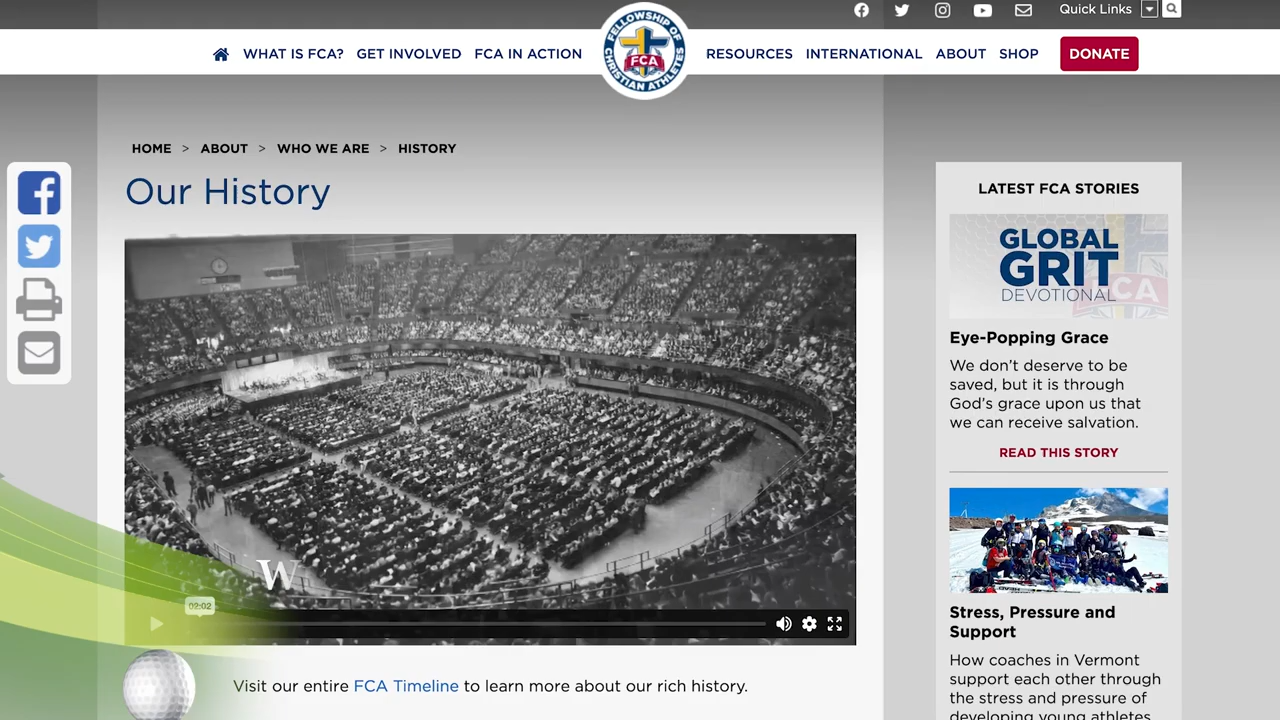 Quick Links
WHAT IS FCA?
GET INVOLVED
FCA IN ACTION
FELLOWSHIP OF
CHRISTIAN ATHLETES
FCA
RESOURCES
INTERNATIONAL
ABOUT
SHOP
DONATE
HOME > ABOUT > WHO WE ARE > HISTORY
Our History
W
02:02
Visit our entire FCA Timeline to learn more about our rich history.
LATEST FCA STORIES
GLOBAL
GRIT
DEVOTIONAL
CA
Eye-Popping Grace
We don't deserve to be
saved, but it is through
God's grace upon us that
we can receive salvation.
READ THIS STORY
Stress, Pressure and
Support
How coaches in Vermont
support each other through
the stress and pressure of
developing young athletes